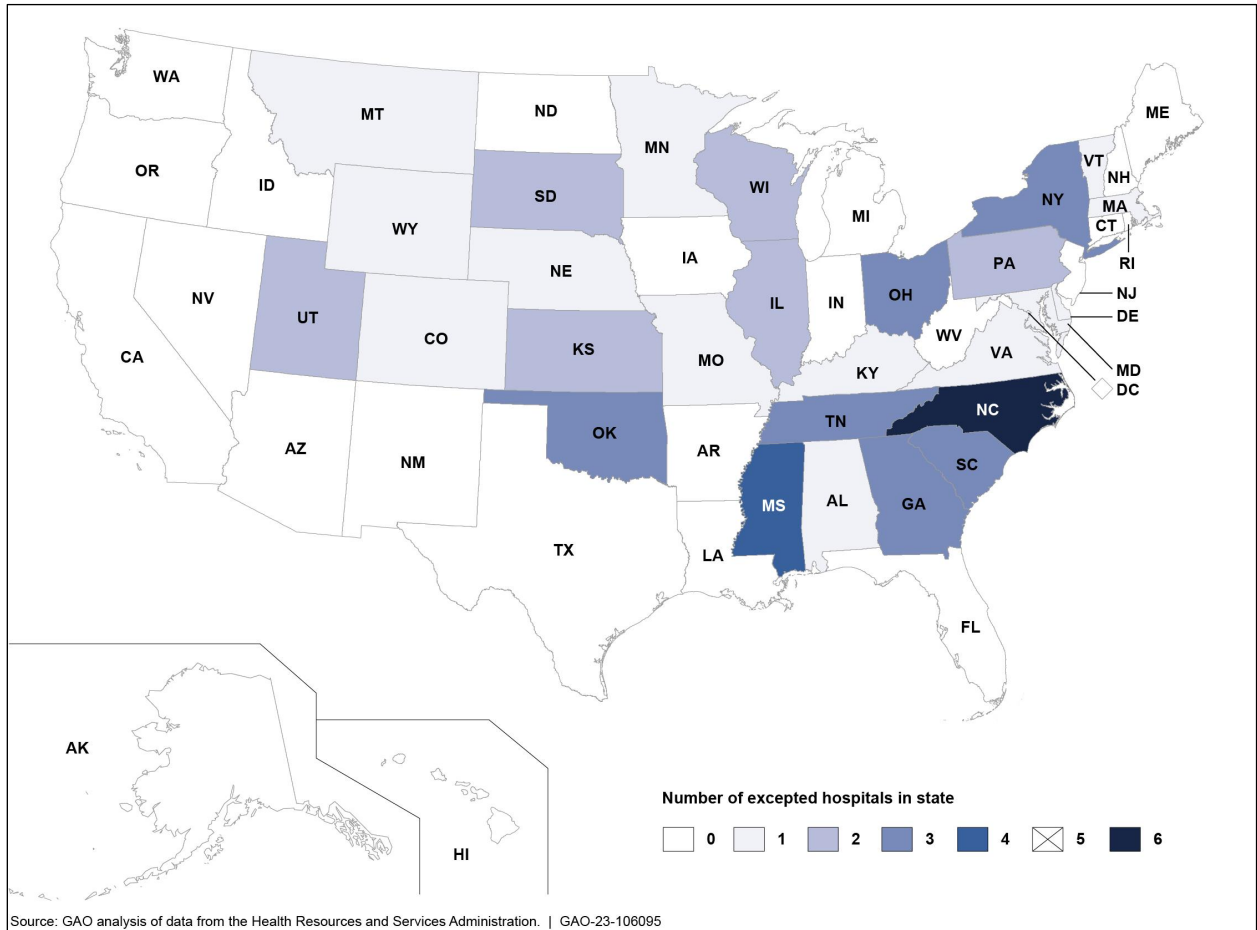 WA
MT
ND
MN
ME
OR
ID
SD
WI
VT
NH
NY
MA
MI
CT
WY
RI
IA
PA
NE
NJ
NV
OH
IN
IL
DE
UT
WV
CO
VA
CA
KS
MO
MD
KY
DC
NC
TN
OK
AZ
AR
NM
SC
MS
AL
GA
TX
LA
FL
AK
HI
Number of excepted hospitals in state
0 1 2 3 4 5 6
Source: GAO analysis of data from the Health Resources and Services Administration. | GAO-23-106095